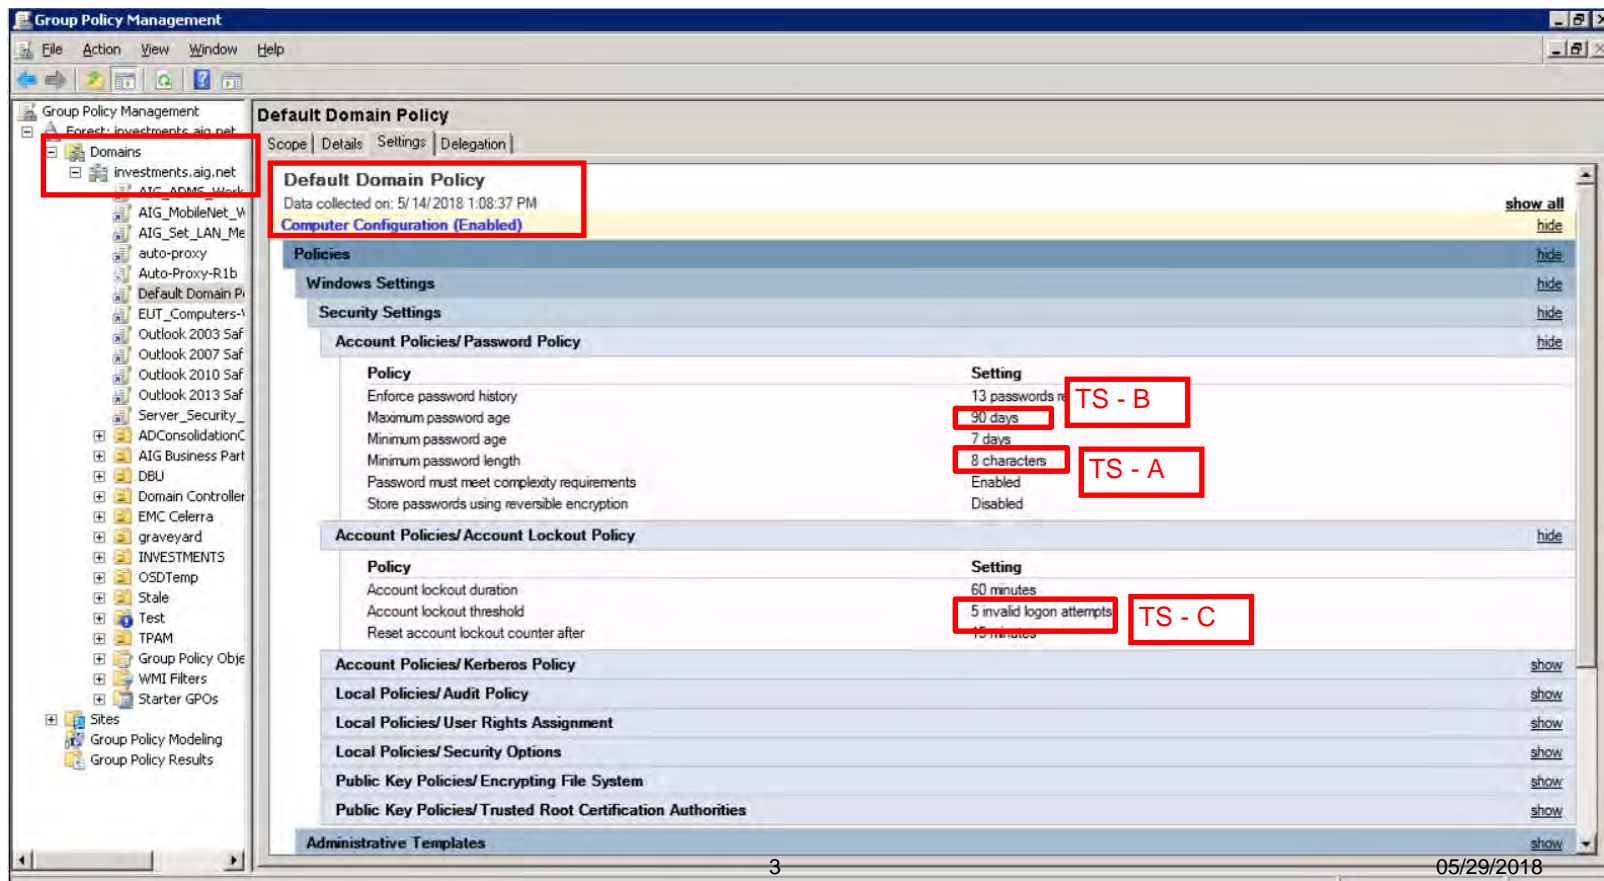 Group Policy Management
File Action View Window Help
Group Policy Management
Forest: investments.aig.net
Domains
investments.aig.net
AIG_ADMS_Work
AIG_MobileNet_W
AIG_Set_LAN_Me
auto-proxy
Auto-Proxy-R1b
Default Domain P
EUT_Computers-
Outlook 2003 Saf
Outlook 2007 Saf
Outlook 2010 Saf
Outlook 2013 Saf
Server_Security_
ADConsolidationC
AIG Business Part
DBU
Domain Controller
EMC Celerra
graveyard
INVESTMENTS
OSDTemp
Stale
Test
TPAM
Group Policy Obje
WMI Filters
Starter GPOs
Sites
Group Policy Modeling
Group Policy Results
Default Domain Policy
Scope Details Settings Delegation
Default Domain Policy
Data collected on: 5/14/2018 1:08:37 PM
show all
Computer Configuration (Enabled) hide
Policies hide
Windows Settings hide
Security Settings hide
Account Policies/Password Policy hide
Policy Setting
Enforce password history 13 passwords
TS - B
Maximum password age 90 days
Minimum password age 7 days
Minimum password length 8 characters
TS - A
Password must meet complexity requirements Enabled
Store passwords using reversible encryption Disabled
Account Policies/Account Lockout Policy hide
Policy Setting
Account lockout duration 60 minutes
Account lockout threshold 5 invalid logon attempts
TS - C
Reset account lockout counter after 15 minutes
Account Policies/Kerberos Policy show
Local Policies/Audit Policy show
Local Policies/User Rights Assignment show
Local Policies/Security Options show
Public Key Policies/Encrypting File System show
Public Key Policies/Trusted Root Certification Authorities show
Administrative Templates show
3 05/29/2018